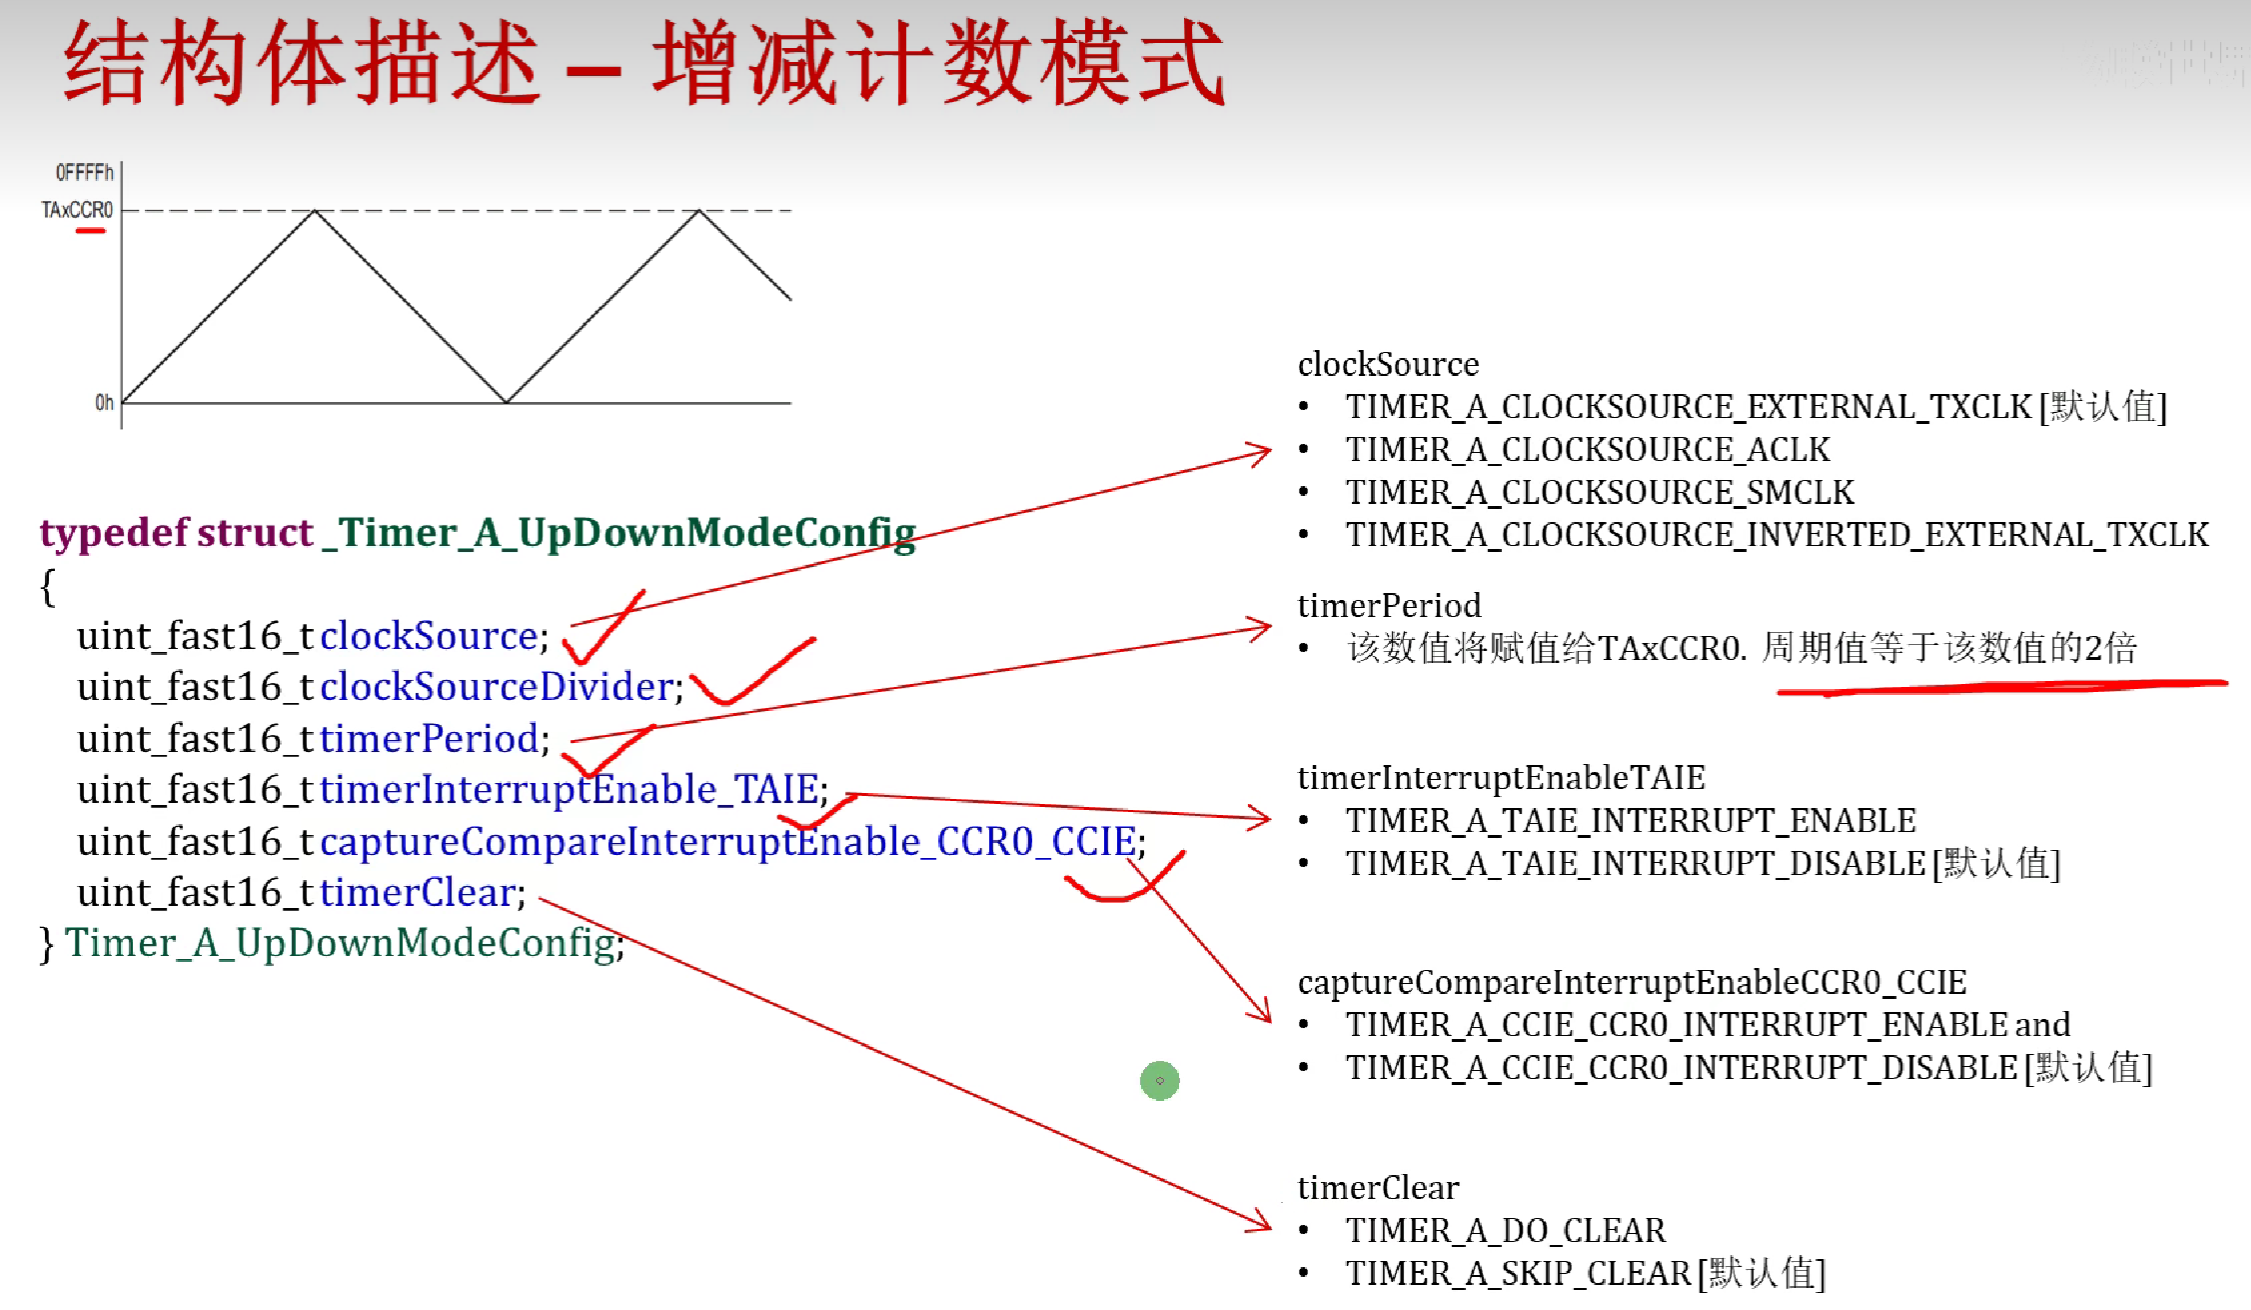 结构体描述 – 增减计数模式
0FFFFh
TAxCCR0
0h
typedef struct _Timer_A_UpDownModeConfig
{
uint_fast16_t clockSource;
uint_fast16_t clockSourceDivider;
uint_fast16_t timerPeriod;
uint_fast16_t timerInterruptEnable_TAIE;
uint_fast16_t captureCompareInterruptEnable_CCR0_CCIE;
uint_fast16_t timerClear;
} Timer_A_UpDownModeConfig;
clockSource
• TIMER_A_CLOCKSOURCE_EXTERNAL_TXCLK [默认值]
• TIMER_A_CLOCKSOURCE_ACLK
• TIMER_A_CLOCKSOURCE_SMCLK
• TIMER_A_CLOCKSOURCE_INVERTED_EXTERNAL_TXCLK
timerPeriod
• 该数值将赋值给TAxCCR0. 周期值等于该数值的2倍
timerInterruptEnableTAIE
• TIMER_A_TAIE_INTERRUPT_ENABLE
• TIMER_A_TAIE_INTERRUPT_DISABLE [默认值]
captureCompareInterruptEnableCCR0_CCIE
• TIMER_A_CCIE_CCR0_INTERRUPT_ENABLE and
• TIMER_A_CCIE_CCR0_INTERRUPT_DISABLE [默认值]
timerClear
• TIMER_A_DO_CLEAR
• TIMER_A_SKIP_CLEAR [默认值]